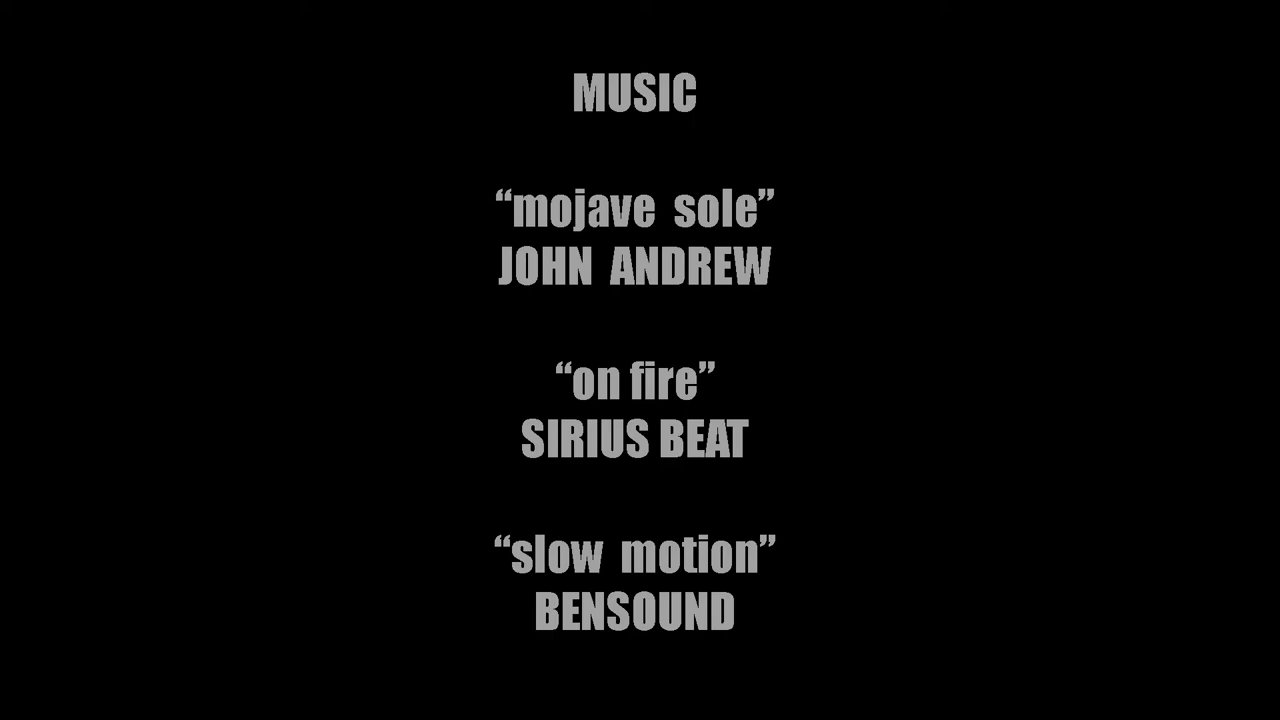 MUSIC
“mojave sole”
JOHN ANDREW
“on fire”
SIRIUS BEAT
“slow motion”
BENSOUND